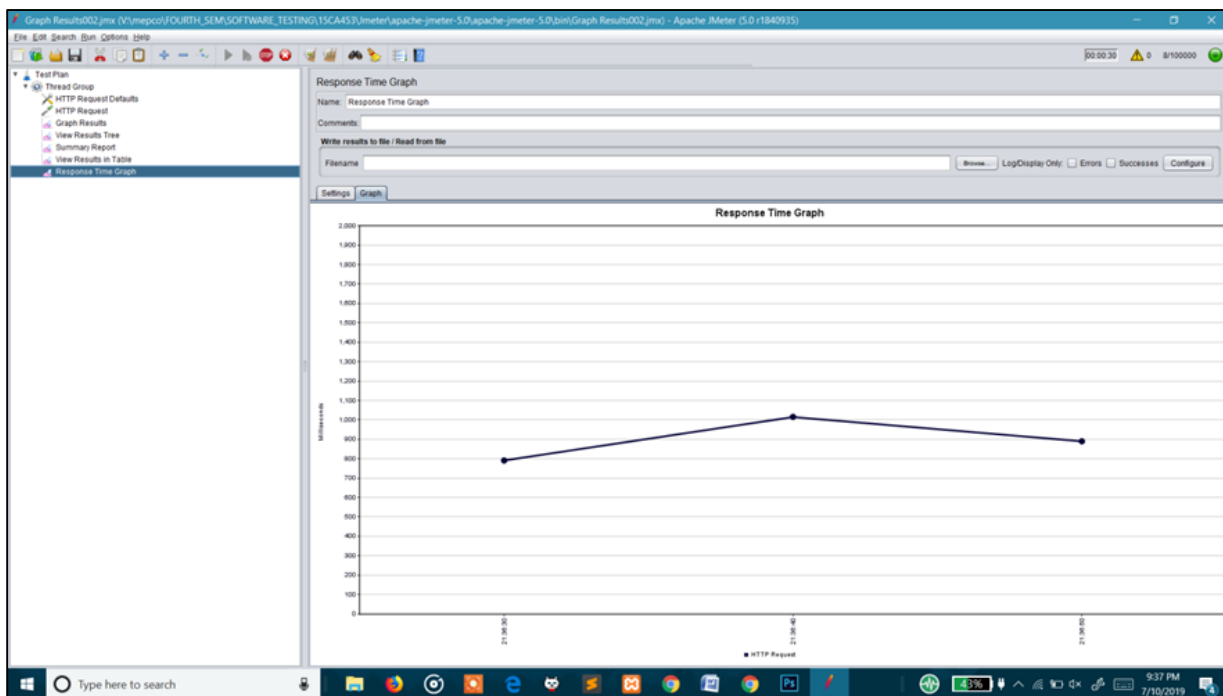 Graph Results002.jmx (V:\mepco\FOURTH_SEM\SOFTWARE_TESTING\15CA453\Jmeter\apache-jmeter-5.0\apache-jmeter-5.0\bin\Graph Results002.jmx) - Apache JMeter (5.0 r1840935)
File Edit Search Run Options Help
00:00:30 0 8/100000
Test Plan
Thread Group
HTTP Request Defaults
HTTP Request
Graph Results
View Results Tree
Summary Report
View Results in Table
Response Time Graph
Response Time Graph
Name: Response Time Graph
Comments:
Write results to file / Read from file
Filename Browse... Log/Display Only: Errors Successes Configure
Settings Graph
Response Time Graph
2,000
1,900
1,800
1,700
1,600
1,500
1,400
1,300
1,200
1,100
1,000
900
800
700
600
500
400
300
200
100
0
Milliseconds
21:36:30
21:36:40
21:36:50
HTTP Request
Type here to search
Ps
43%
9:37 PM
7/10/2019